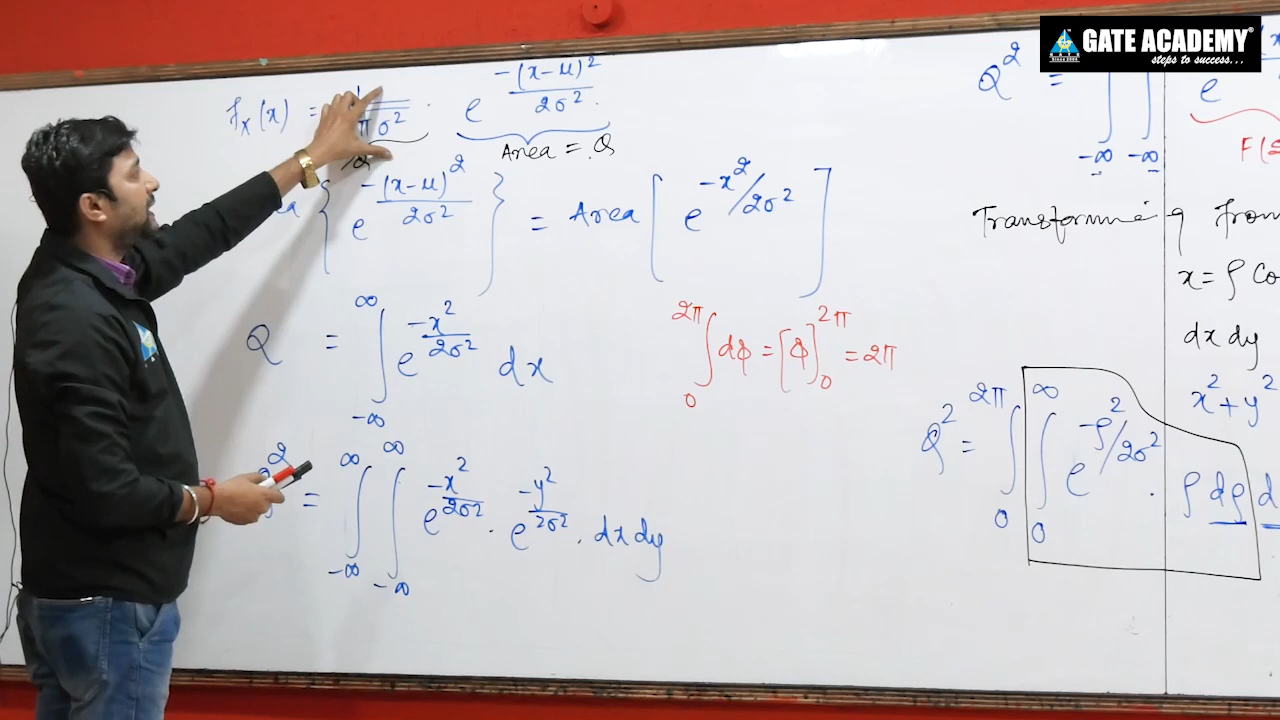 GATE ACADEMY®
steps to success...
f_X(x) = 1/√(πσ²) · e^(-(x-μ)²/2σ²)
Area = Q
{ e^(-(x-μ)²/2σ²) } = Area [ e^(-x²/2σ²) ]
Q = ∫_{-∞}^{∞} e^(-x²/2σ²) dx
∫_0^{2π} dϕ = [ϕ]_0^{2π} = 2π
Q² = ∫_{-∞}^{∞} ∫_{-∞}^{∞} e^(-x²/2σ²) · e^(-y²/2σ²) . dx dy
Q² = ∫_{-∞} ∫_{-∞} e
Transforming from
x = ρ Co
dx dy
x² + y²
Q² = ∫_0^{2π} ∫_0^{∞} e^(-ρ²/2σ²) . ρ dρ d